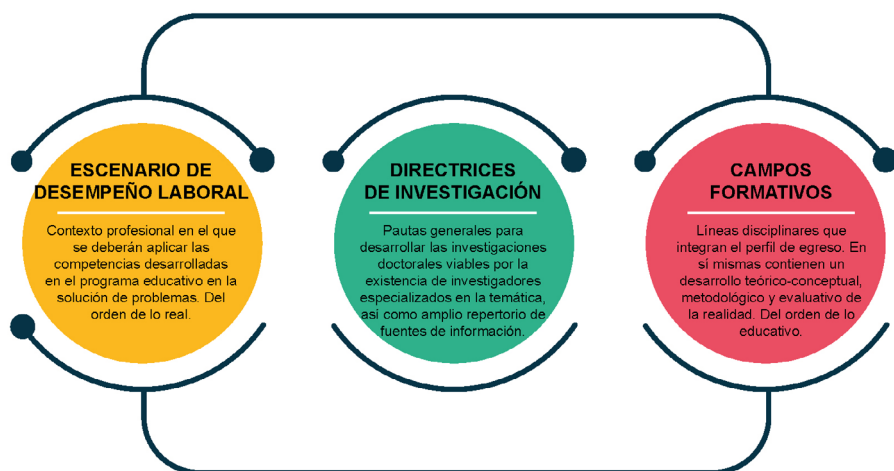 ESCENARIO DE
DESEMPEÑO LABORAL
Contexto profesional en el que
se deberán aplicar las
competencias desarrolladas
en el programa educativo en la
solución de problemas. Del
orden de lo real.
DIRECTRICES
DE INVESTIGACIÓN
Pautas generales para
desarrollar las investigaciones
doctorales viables por la
existencia de investigadores
especializados en la temática,
así como amplio repertorio de
fuentes de información.
CAMPOS
FORMATIVOS
Líneas disciplinares que
integran el perfil de egreso. En
sí mismas contienen un
desarrollo teórico-conceptual,
metodológico y evaluativo de
la realidad. Del orden de lo
educativo.